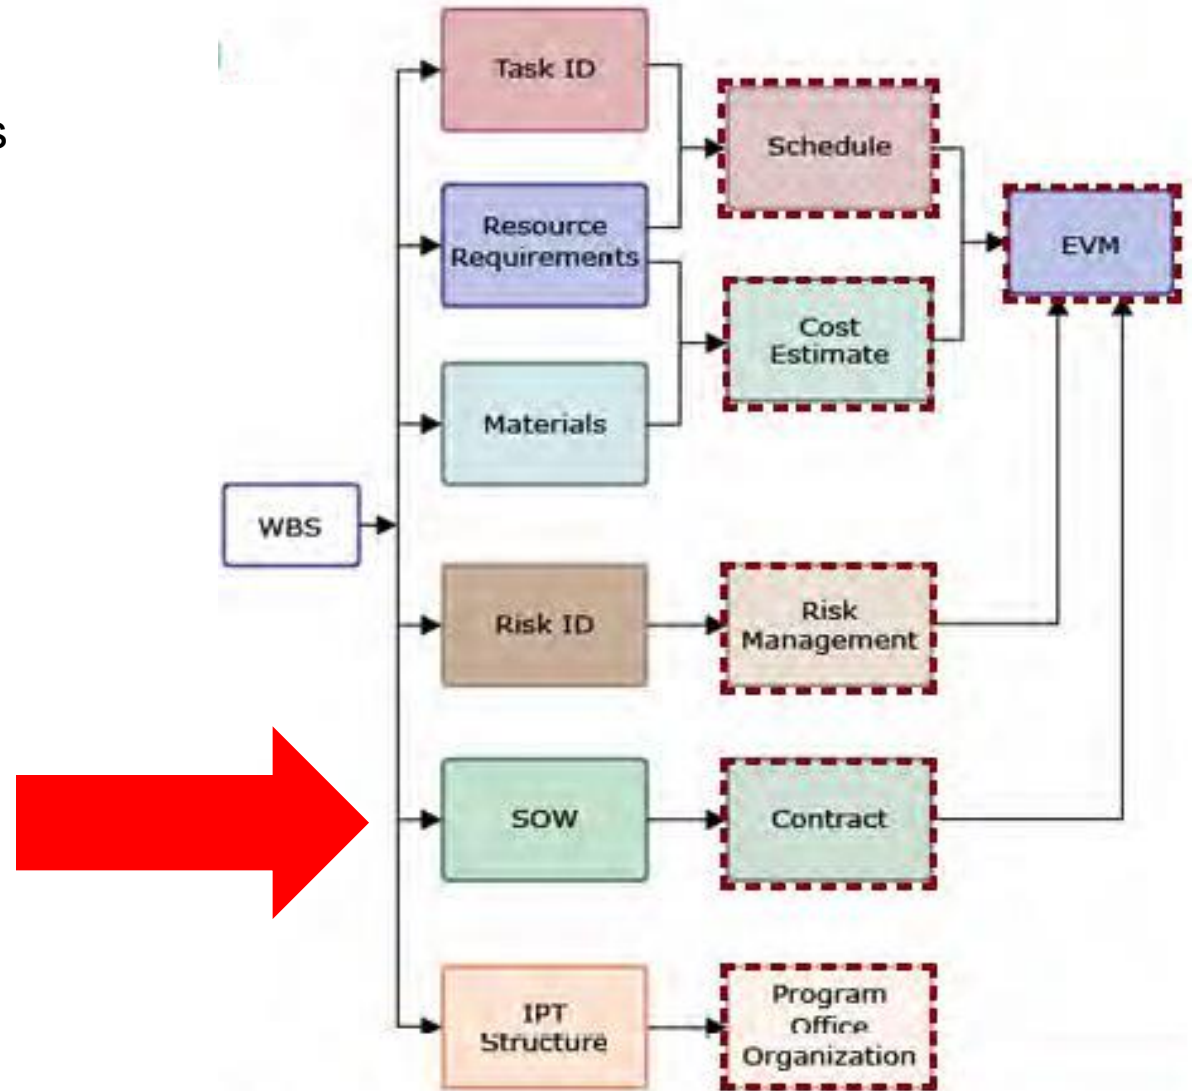 s
Task ID
Schedule
Resource
Requirements
EVM
Cost
Estimate
Materials
WBS
Risk ID
Risk
Management
SOW
Contract
IPT
Structure
Program
Office
Organization